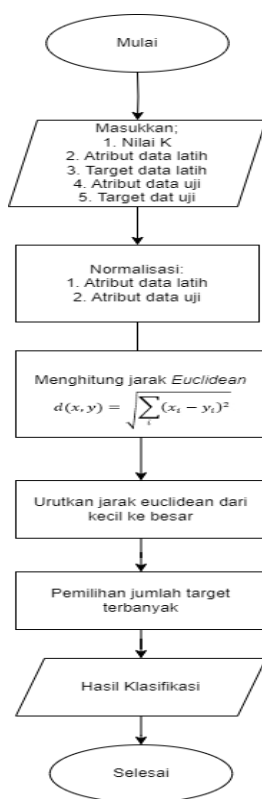 Mulai
Masukkan;
1. Nilai K
2. Atribut data latih
3. Target data latih
4. Atribut data uji
5. Target dat uji
Normalisasi:
1. Atribut data latih
2. Atribut data uji
Menghitung jarak Euclidean
d(x, y) = √∑ᵢ(xᵢ − yᵢ)²
Urutkan jarak euclidean dari
kecil ke besar
Pemilihan jumlah target
terbanyak
Hasil Klasifikasi
Selesai